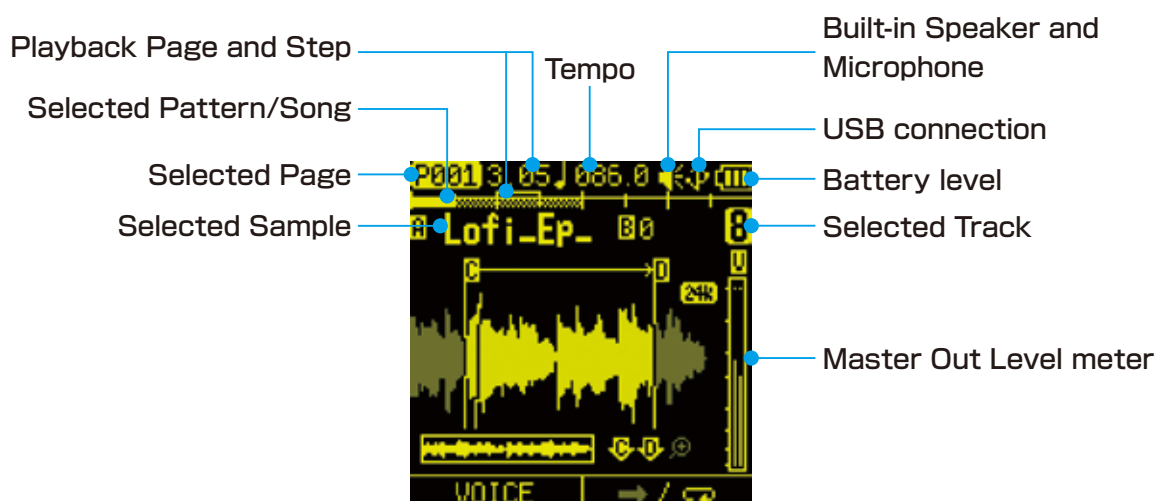 Playback Page and Step
Selected Pattern/Song
Selected Page
Selected Sample
Tempo
Built-in Speaker and
Microphone
USB connection
Battery level
Selected Track
Master Out Level meter
P001 3 05 ♩ 086.0
A Lofi_Ep_ B0 8
C D V
24k
C D
VOICE /